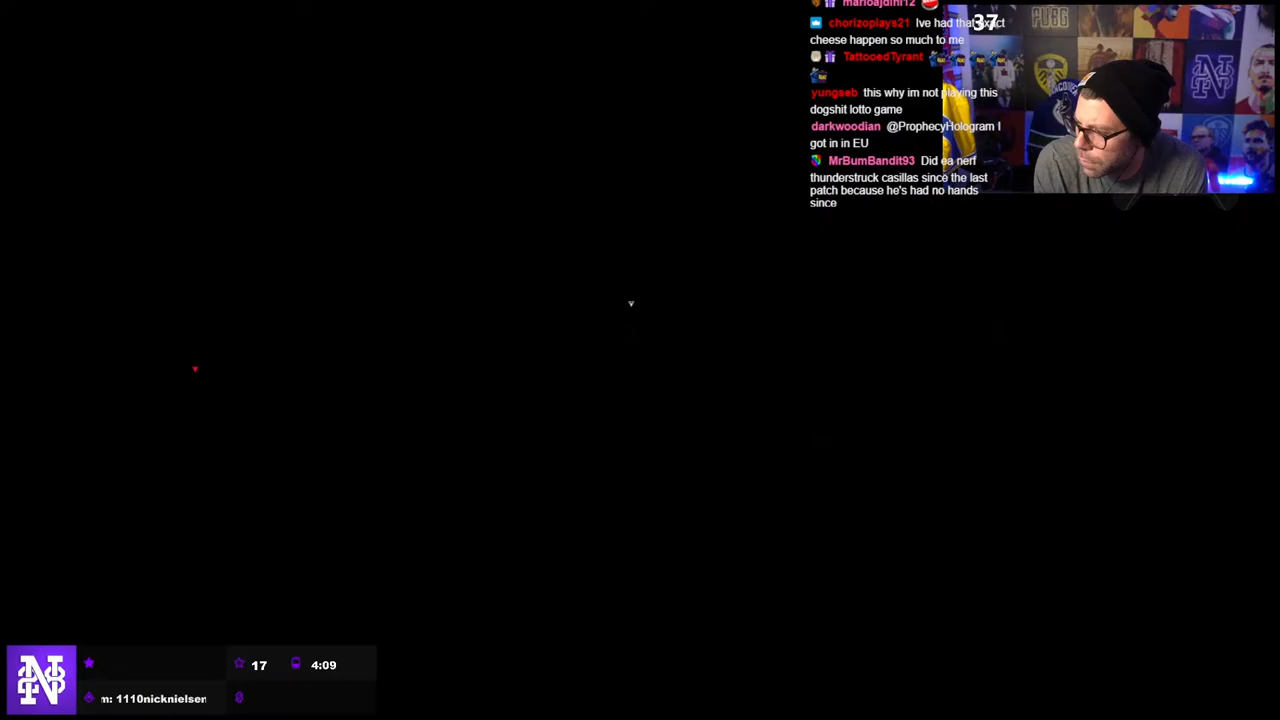 marioajdini12
chorizoplays21 Ive had that exact
cheese happen so much to me
TattooedTyrant
yungseb this why im not playing this
dogshit lotto game
darkwoodian @ProphecyHologram I
got in in EU
MrBumBandit93 Did ea nerf
thunderstruck casillas since the last
patch because he's had no hands
since
37
PUBG
17 4:09
m: 1110nicknielsen